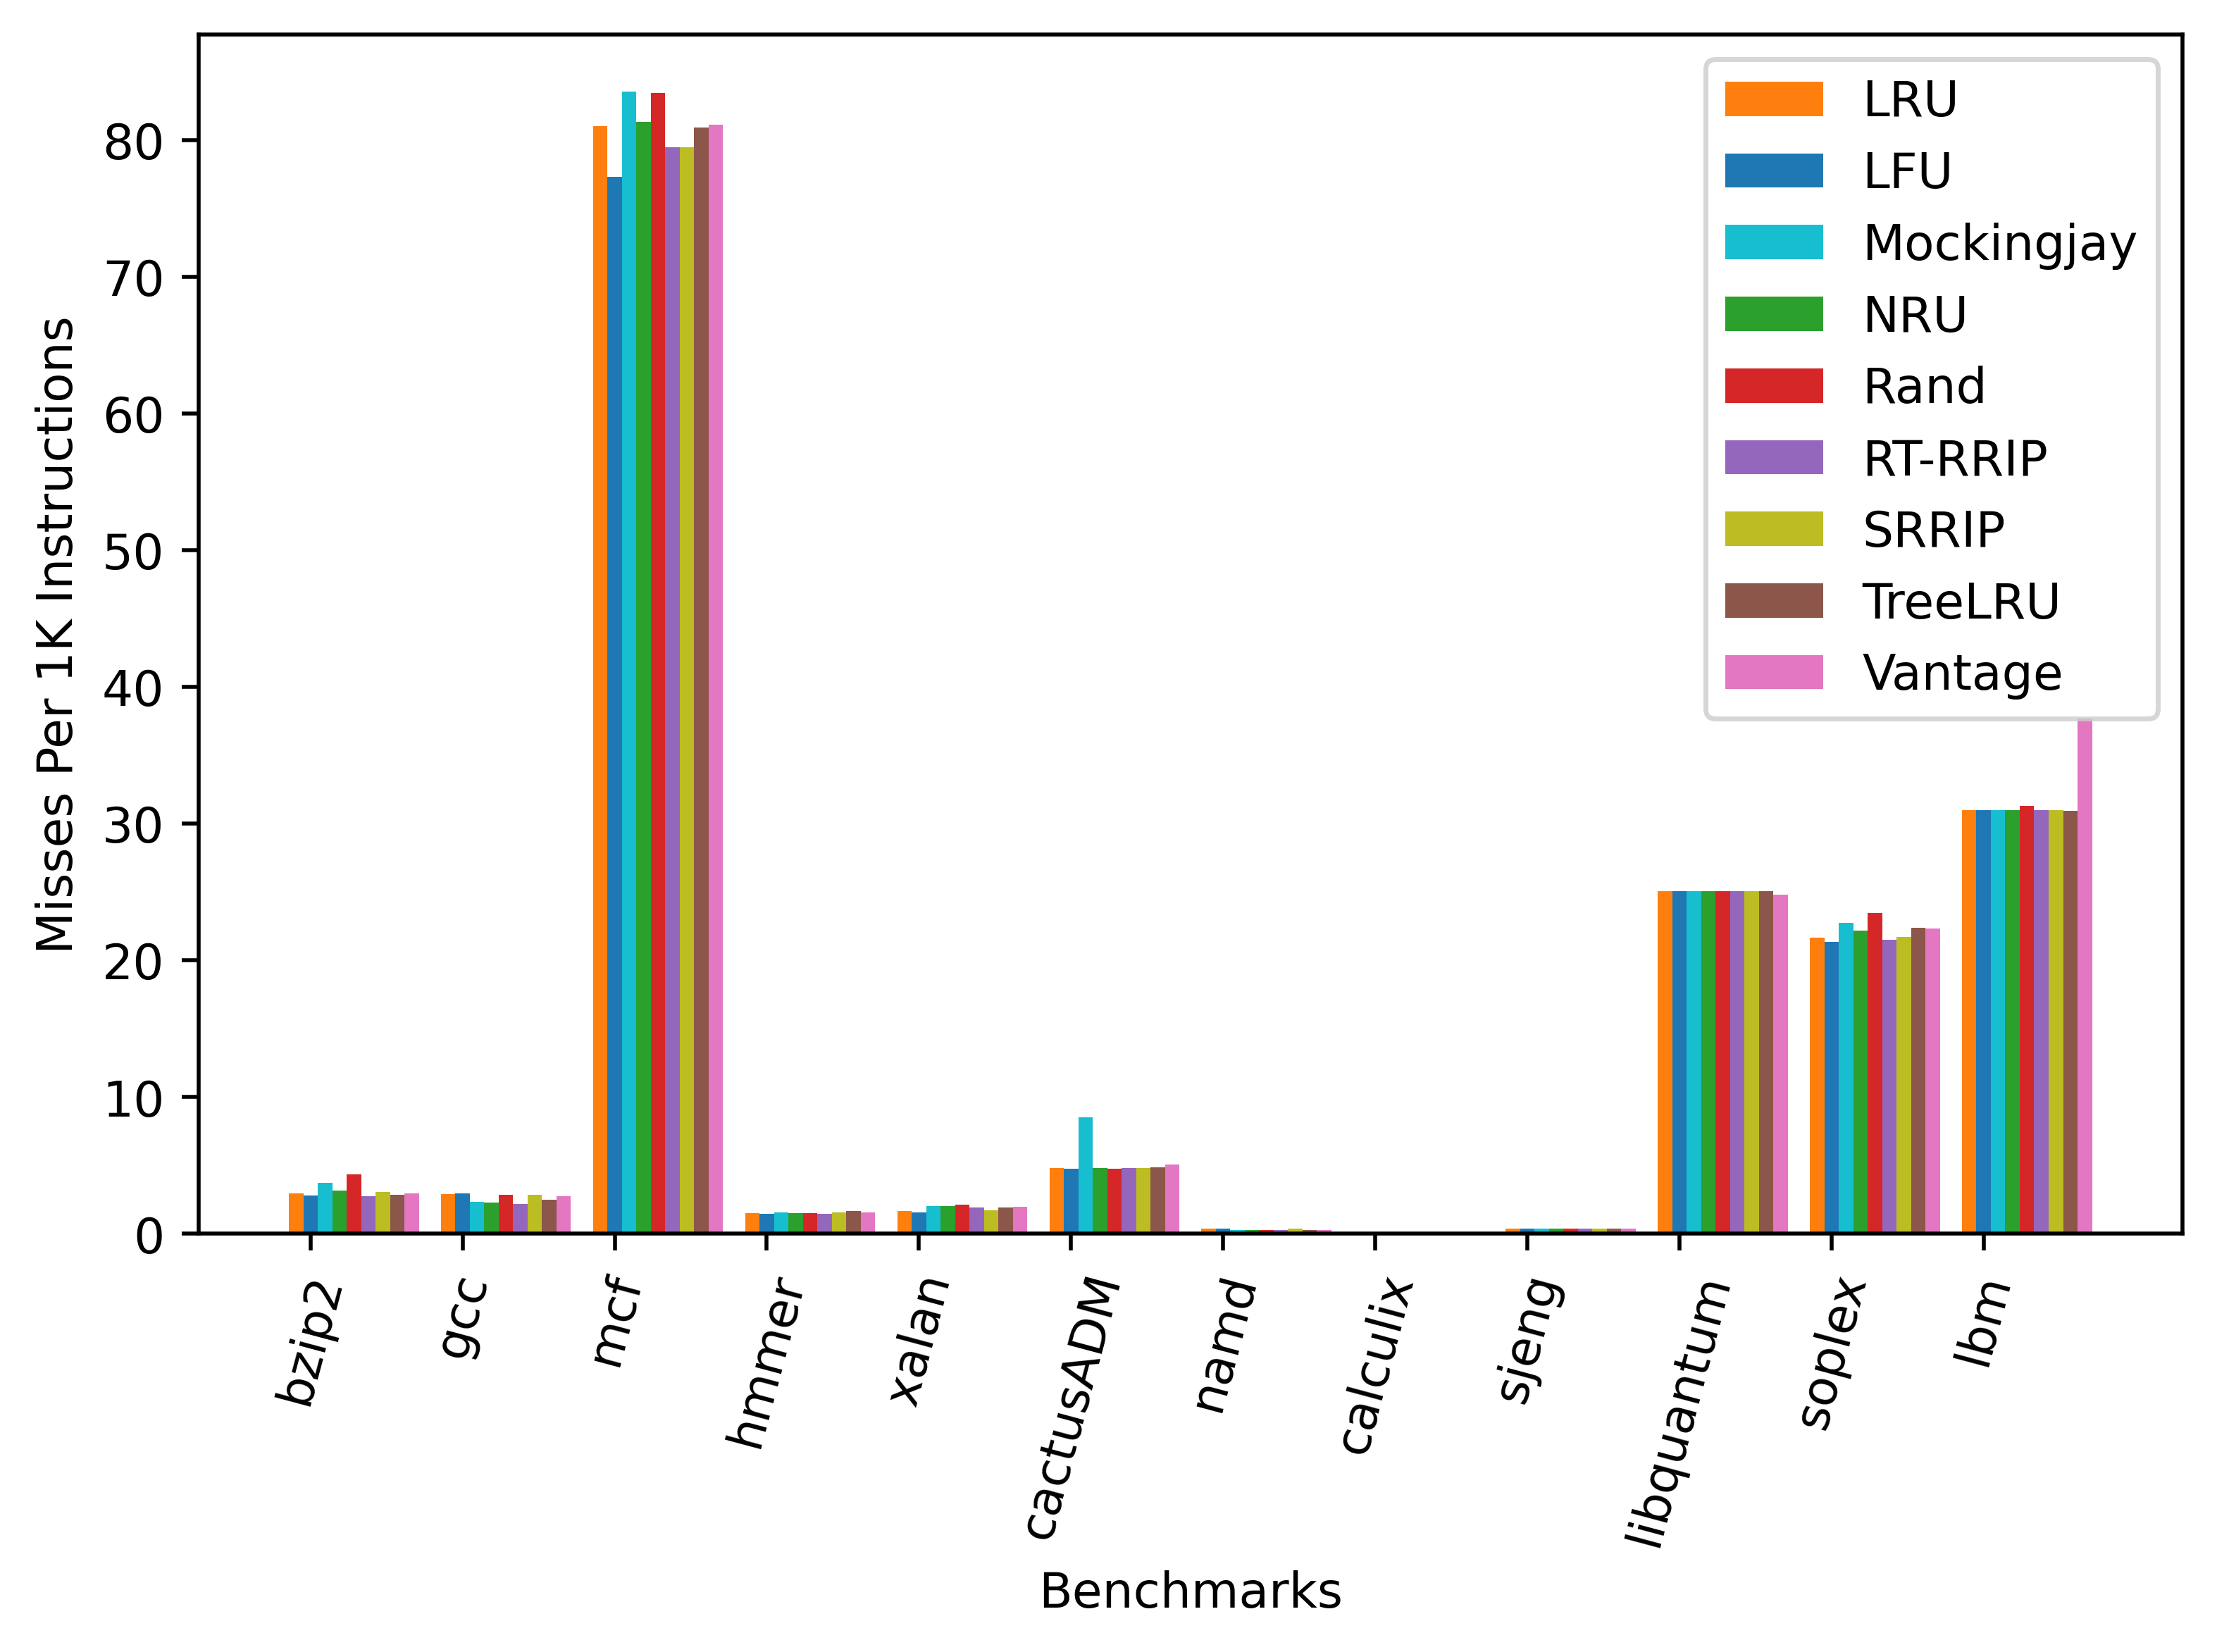 Misses Per 1K Instructions
80
70
60
50
40
30
20
10
0
LRU
LFU
Mockingjay
NRU
Rand
RT-RRIP
SRRIP
TreeLRU
Vantage
bzip2
gcc
mcf
hmmer
xalan
cactusADM
namd
calculix
sjeng
libquantum
soplex
lbm
Benchmarks